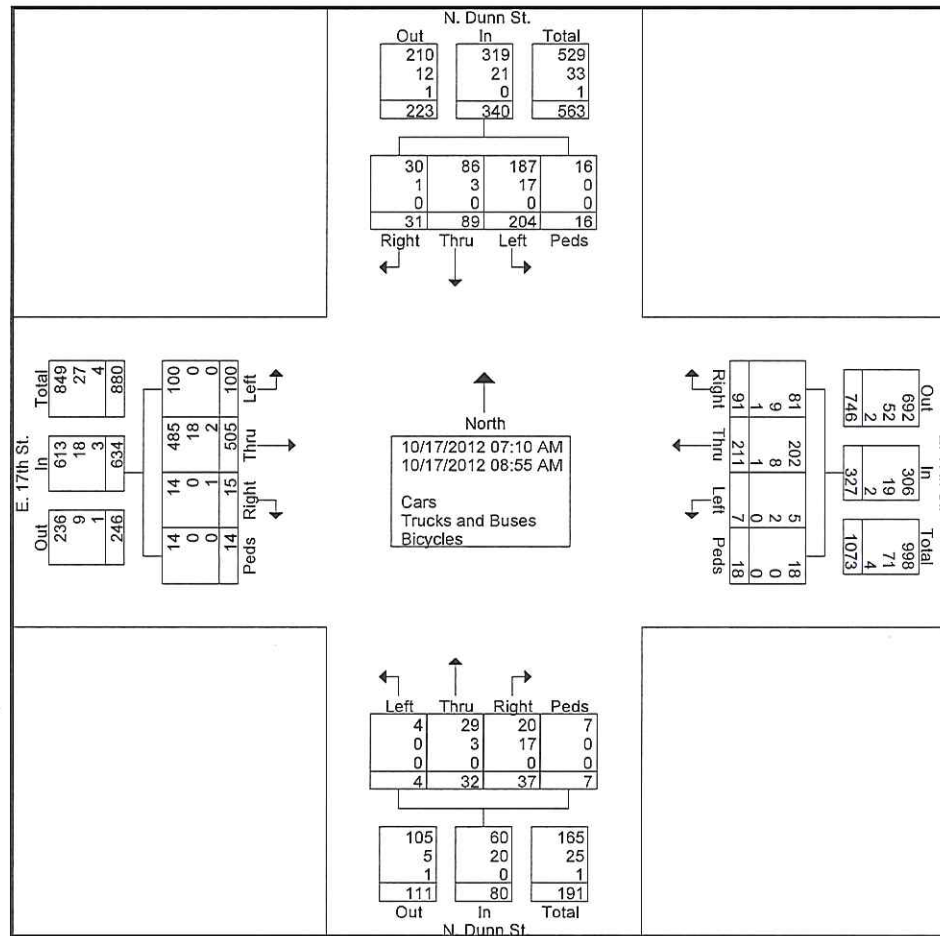 N. Dunn St.
Out In Total
210 319 529
12 21 33
1 0 1
223 340 563
30 86 187 16
1 3 17 0
0 0 0 0
31 89 204 16
Right Thru Left Peds
E. 17th St.
Total In Out
849 613 236
27 18 9
4 3 1
880 634 246
Left Thru Right Peds
100 485 14 14
0 18 0 0
0 2 1 0
100 505 15 14
North
10/17/2012 07:10 AM
10/17/2012 08:55 AM
Cars
Trucks and Buses
Bicycles
Right Thru Left Peds
81 202 5 18
9 8 2 0
1 1 0 0
91 211 7 18
Out In Total
692 306 998
52 19 71
2 2 4
746 327 1073
Left Thru Right Peds
4 29 20 7
0 3 17 0
0 0 0 0
4 32 37 7
105 60 165
5 20 25
1 0 1
111 80 191
Out In Total
N. Dunn St.